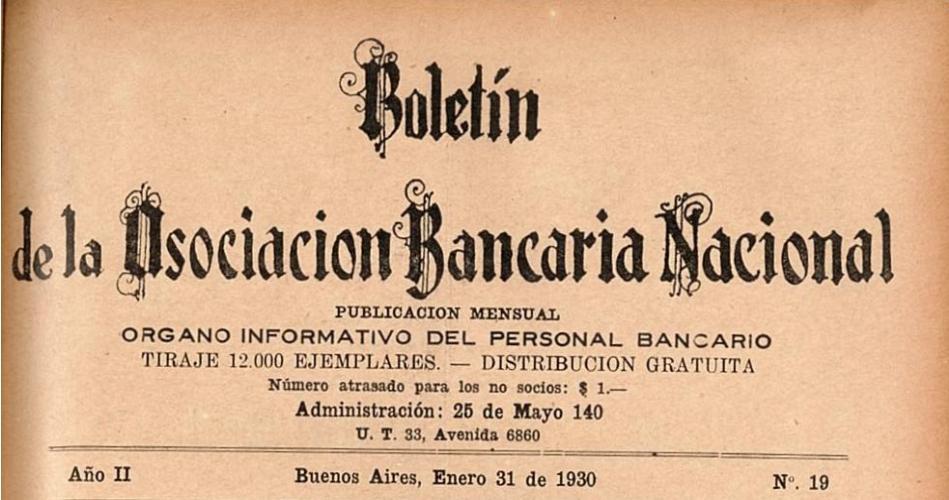 Boletín
de la Asociacion Bancaria Nacional
PUBLICACION MENSUAL
ORGANO INFORMATIVO DEL PERSONAL BANCARIO
TIRAJE 12.000 EJEMPLARES. — DISTRIBUCION GRATUITA
Número atrasado para los no socios: $ 1.—
Administración: 25 de Mayo 140
U. T. 33, Avenida 6860
Año II Buenos Aires, Enero 31 de 1930 Nº. 19